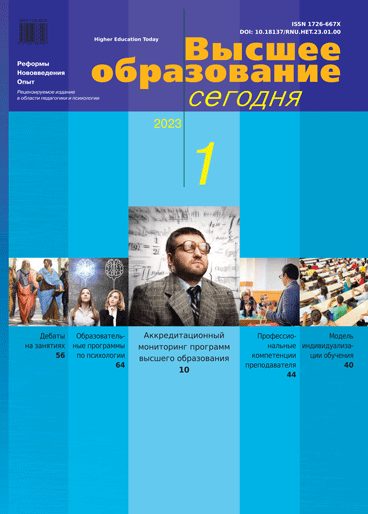 ISSN 1726-667X
DOI: 10.18137/RNU.HET.23.01.00
Higher Education Today
Высшее
образование
сегодня
Реформы
Нововведения
Опыт
Рецензируемое издание
в области педагогики и психологии
2023
1
Дебаты
на занятиях
56
Образователь-
ные программы
по психологии
64
Аккредитационный
мониторинг программ
высшего образования
10
Профессио-
нальные
компетенции
преподавателя
44
Модель
индивидуализа-
ции обучения
40